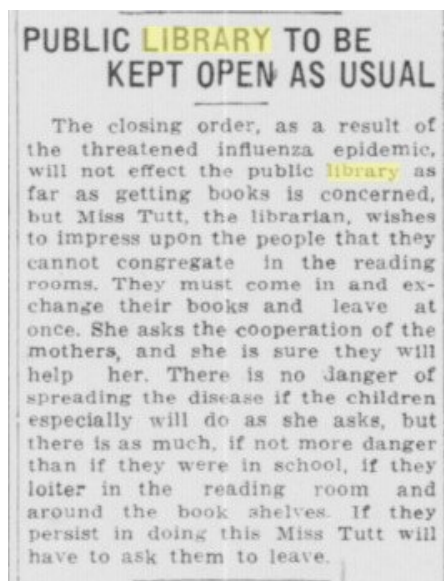 PUBLIC LIBRARY TO BE
KEPT OPEN AS USUAL
The closing order, as a result of
the threatened influenza epidemic,
will not effect the public library as
far as getting books is concerned,
but Miss Tutt, the librarian, wishes
to impress upon the people that they
cannot congregate in the reading
rooms. They must come in and ex-
change their books and leave at
once. She asks the cooperation of the
mothers, and she is sure they will
help her. There is no danger of
spreading the disease if the children
especially will do as she asks, but
there is as much, if not more danger
than if they were in school, if they
loiter in the reading room and
around the book shelves. If they
persist in doing this Miss Tutt will
have to ask them to leave.